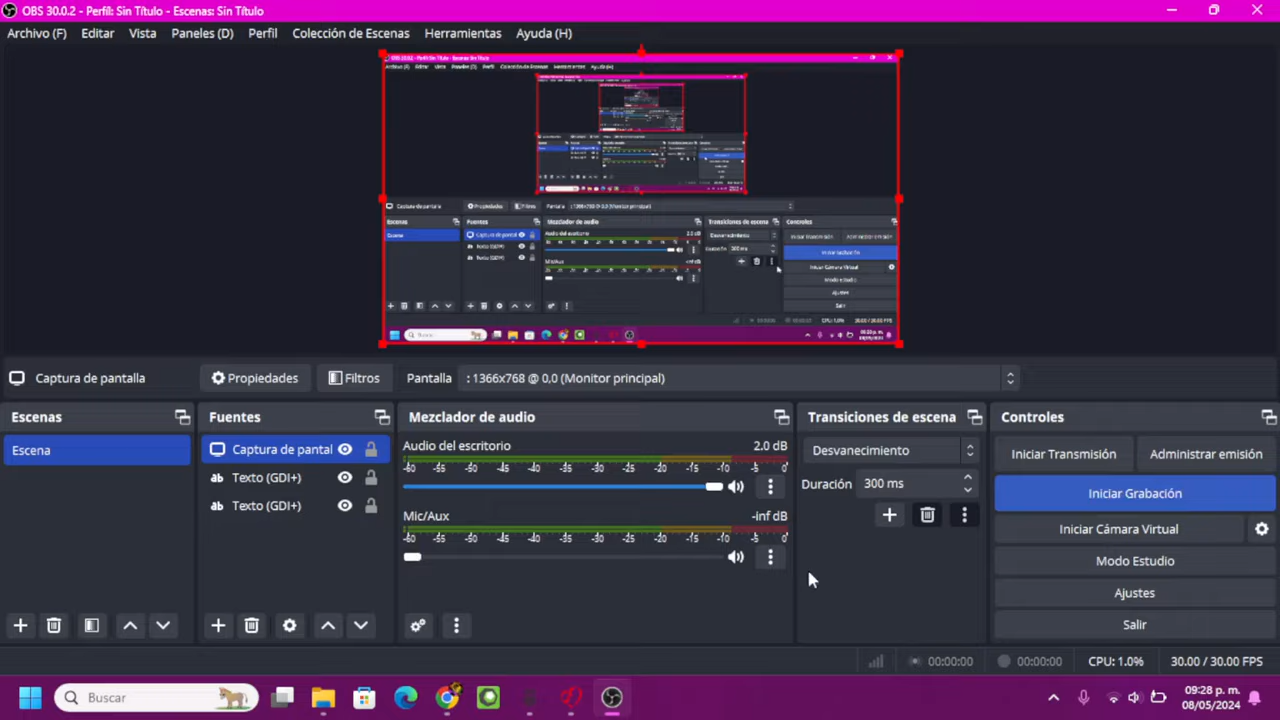 OBS 30.0.2 - Perfil: Sin Título - Escenas: Sin Título
Archivo (F) Editar Vista Paneles (D) Perfil Colección de Escenas Herramientas Ayuda (H)
Captura de pantalla Propiedades Filtros Pantalla : 1366x768 @ 0,0 (Monitor principal)
Escenas Fuentes Mezclador de audio Transiciones de escena Controles
Escena
Captura de pantal
Texto (GDI+)
Texto (GDI+)
Audio del escritorio 2.0 dB
-60 -55 -50 -45 -40 -35 -30 -25 -20 -15 -10 -5 0
Mic/Aux -inf dB
-60 -55 -50 -45 -40 -35 -30 -25 -20 -15 -10 -5 0
Desvanecimiento
Duración 300 ms
Iniciar Transmisión Administrar emisión
Iniciar Grabación
Iniciar Cámara Virtual
Modo Estudio
Ajustes
Salir
00:00:00 00:00:00 CPU: 1.0% 30.00 / 30.00 FPS
Buscar
09:28 p. m.
08/05/2024